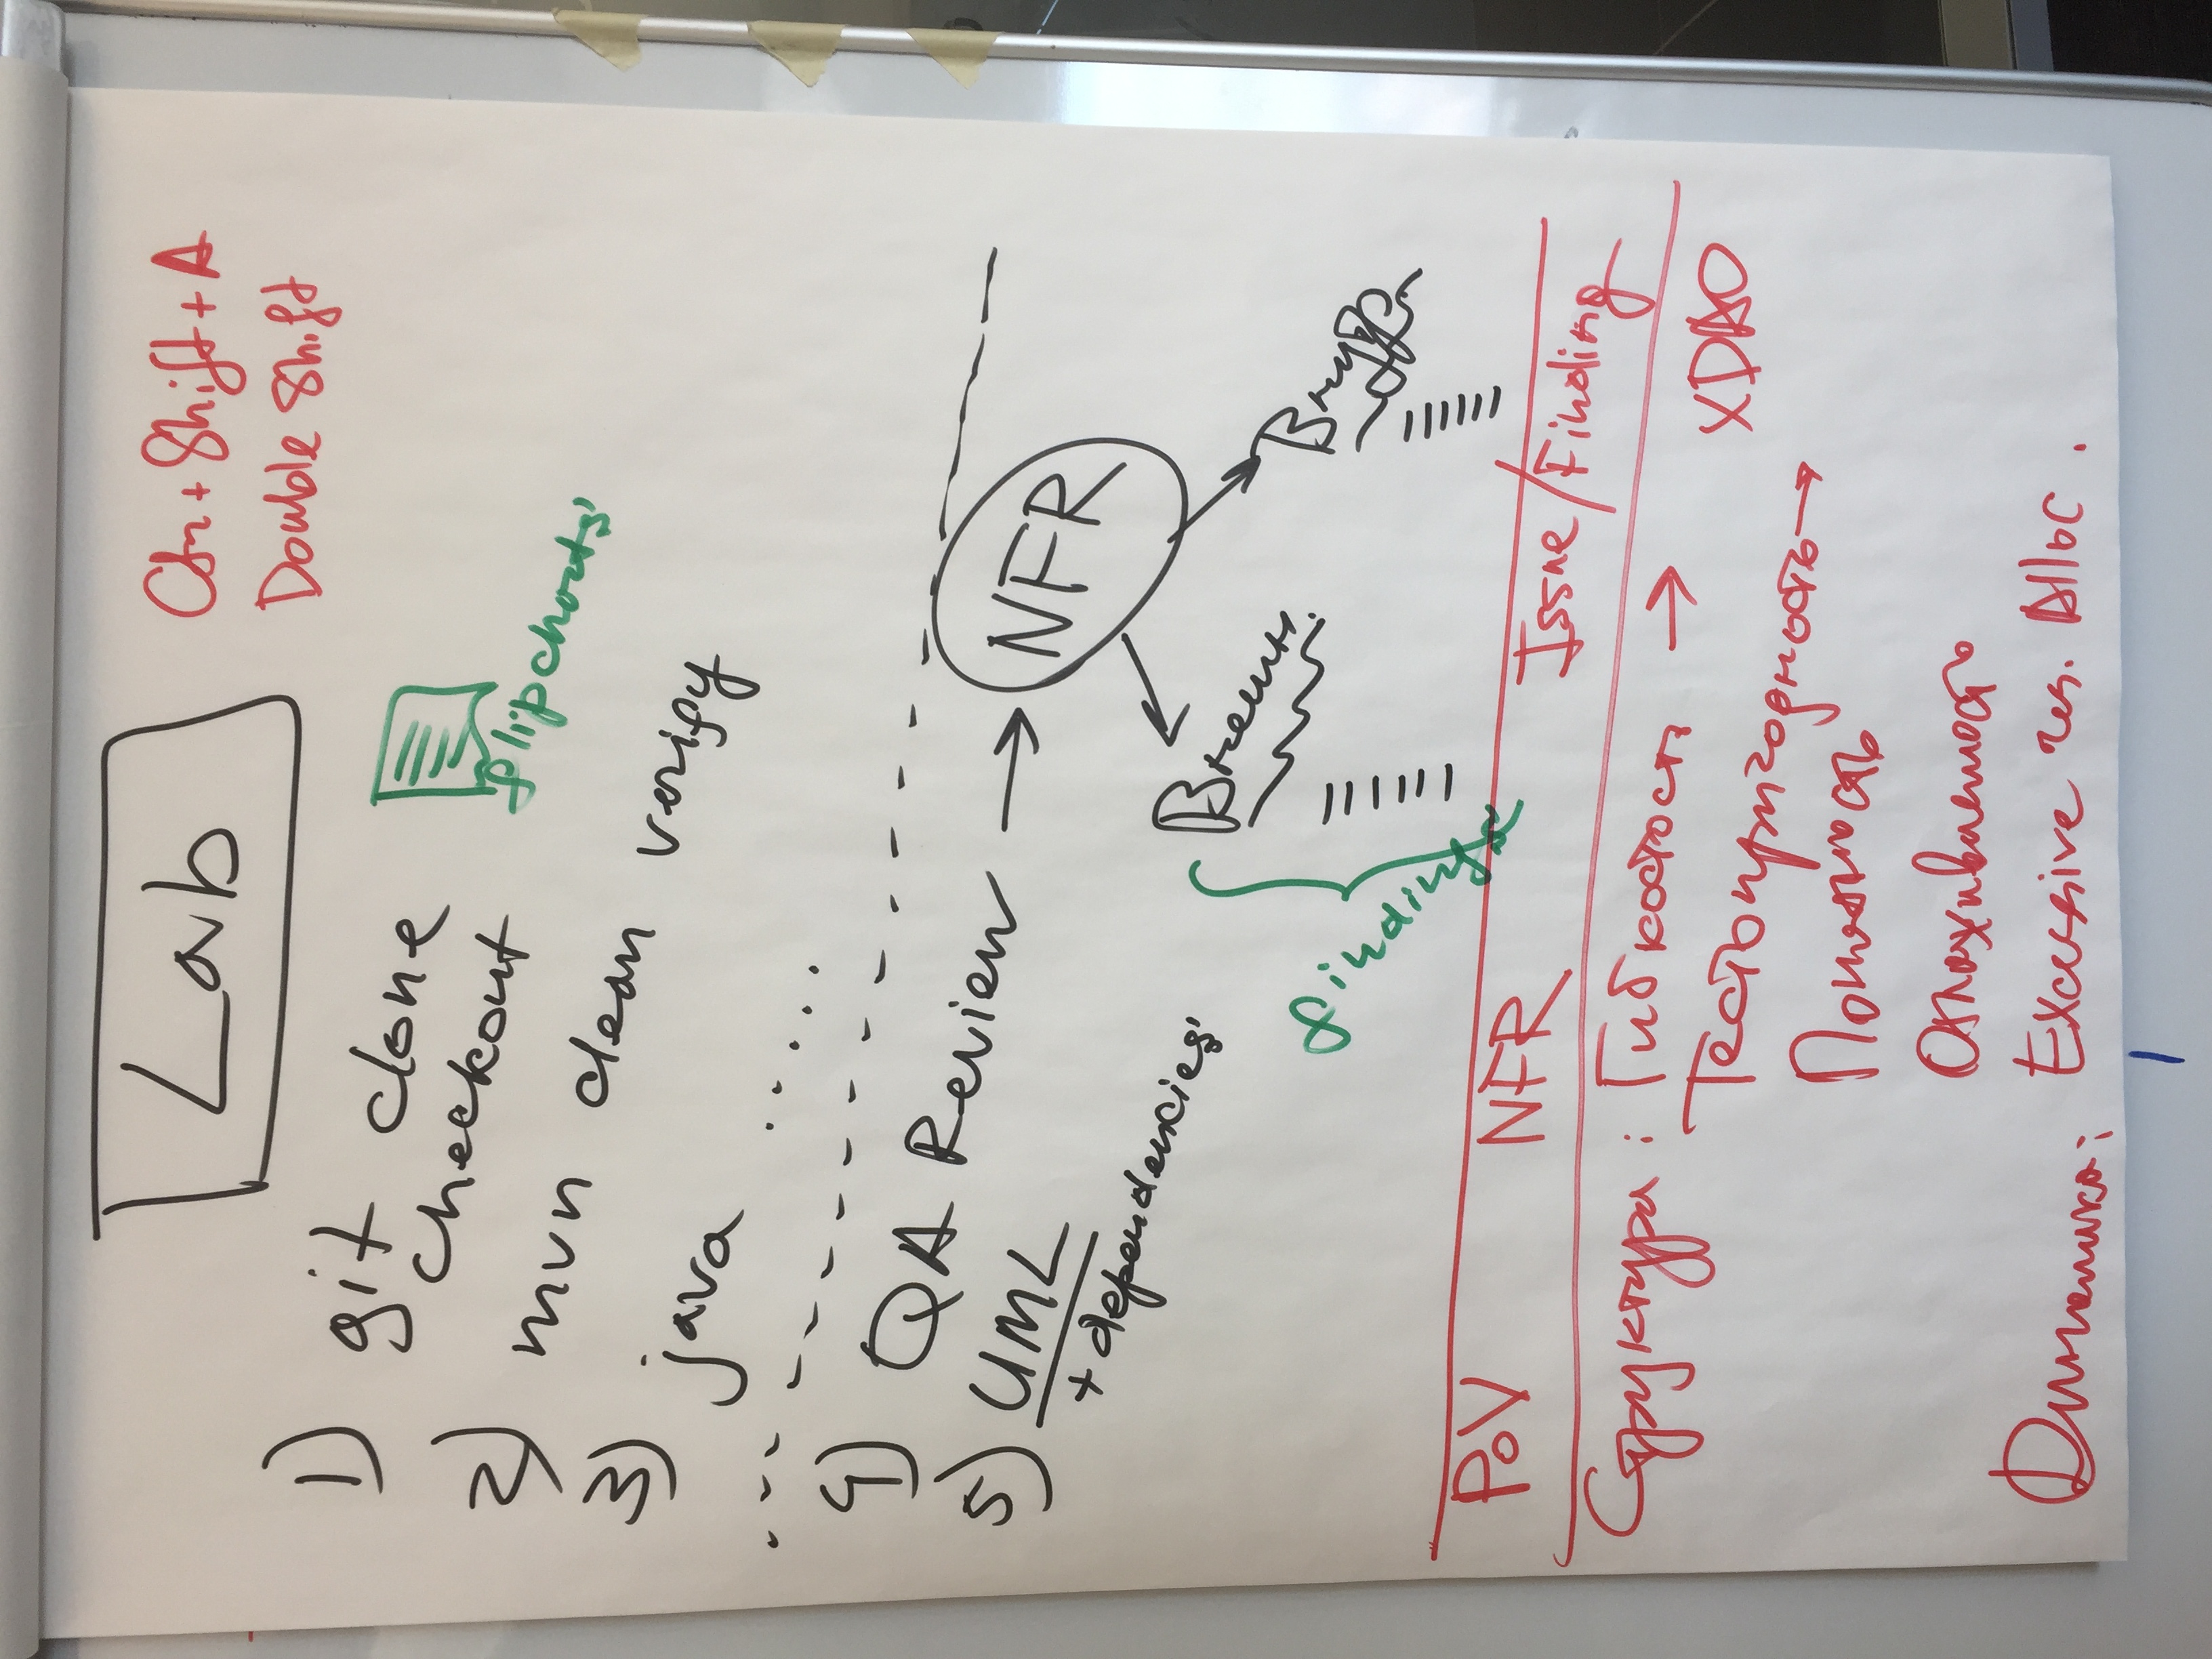 Lab
Ctr + Shift + A
Double Shift
1) git clone
checkout
flipcharts
2) mvn clean verify
3) java .....
4) QA Review → NFR
5) UML
+ dependencies
Внешн.
Внутр.
findings
PoV NFR Issue/Finding
Структура: Гибкостость →
XDAO
Тестопригодность →
Понятность
Отлаживаемость
Динамика: Excessive res. Alloc.